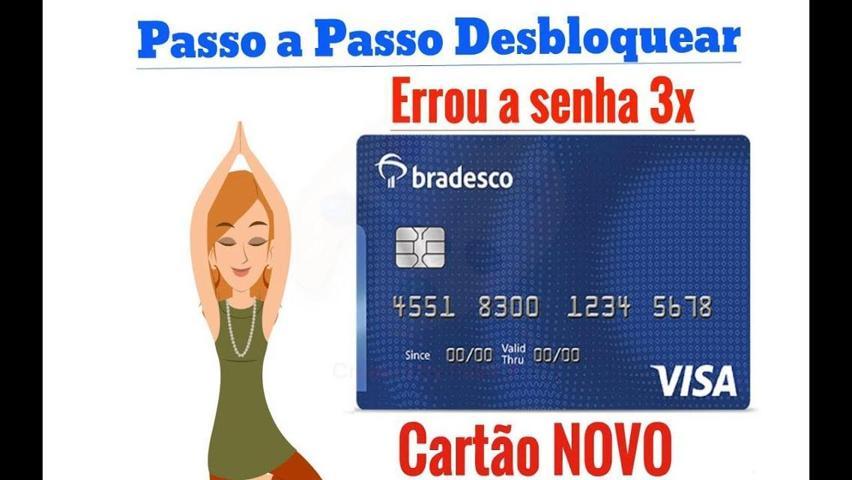 Passo a Passo Desbloquear
Errou a senha 3x
bradesco
4551 8300 1234 5678
Since 00/00 Valid Thru 00/00
VISA
Cartão NOVO